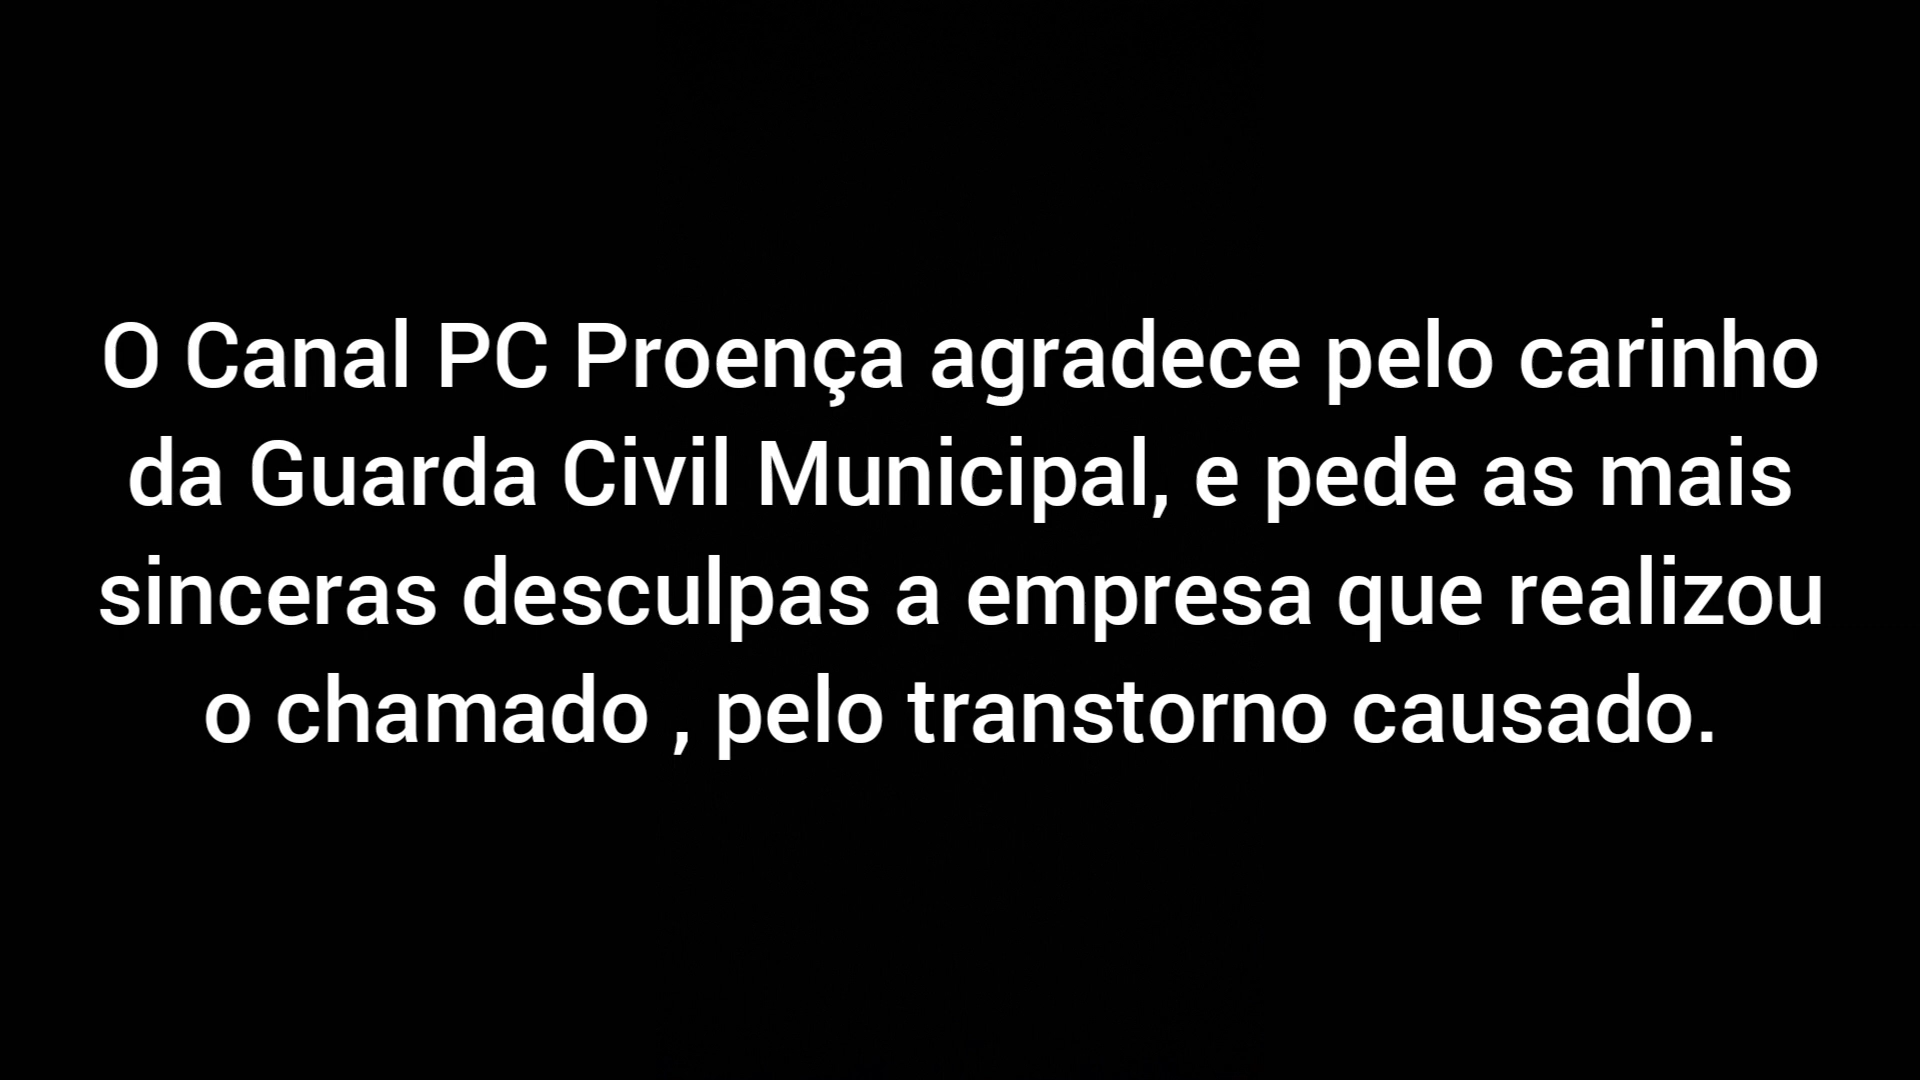 O Canal PC Proença agradece pelo carinho
da Guarda Civil Municipal, e pede as mais
sinceras desculpas a empresa que realizou
o chamado , pelo transtorno causado.